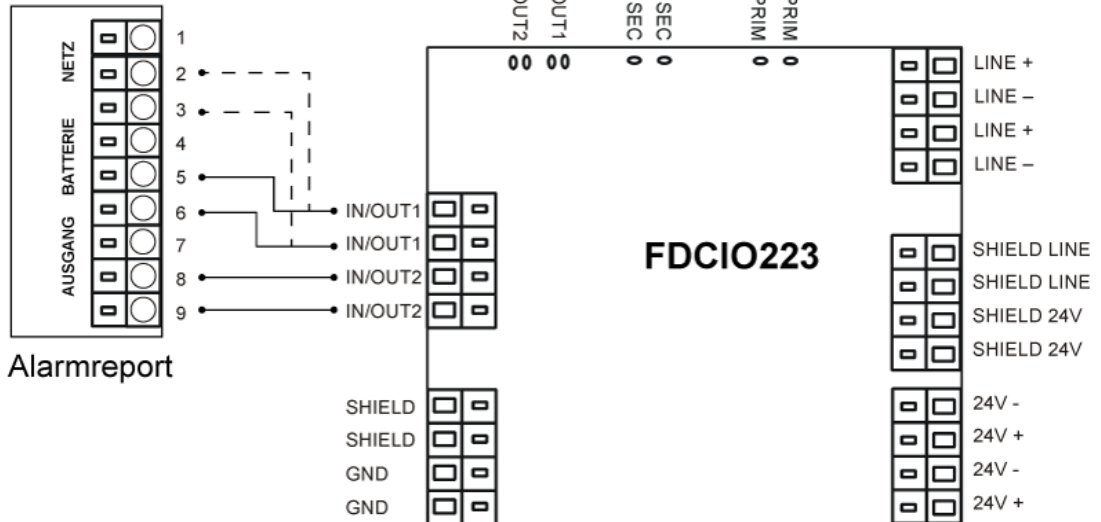 NETZ
BATTERIE
AUSGANG
1
2
3
4
5
6
7
8
9
Alarmreport
OUT2
OUT1
SEC
SEC
PRIM
PRIM
IN/OUT1
IN/OUT1
IN/OUT2
IN/OUT2
SHIELD
SHIELD
GND
GND
FDCIO223
LINE +
LINE –
LINE +
LINE –
SHIELD LINE
SHIELD LINE
SHIELD 24V
SHIELD 24V
24V -
24V +
24V -
24V +